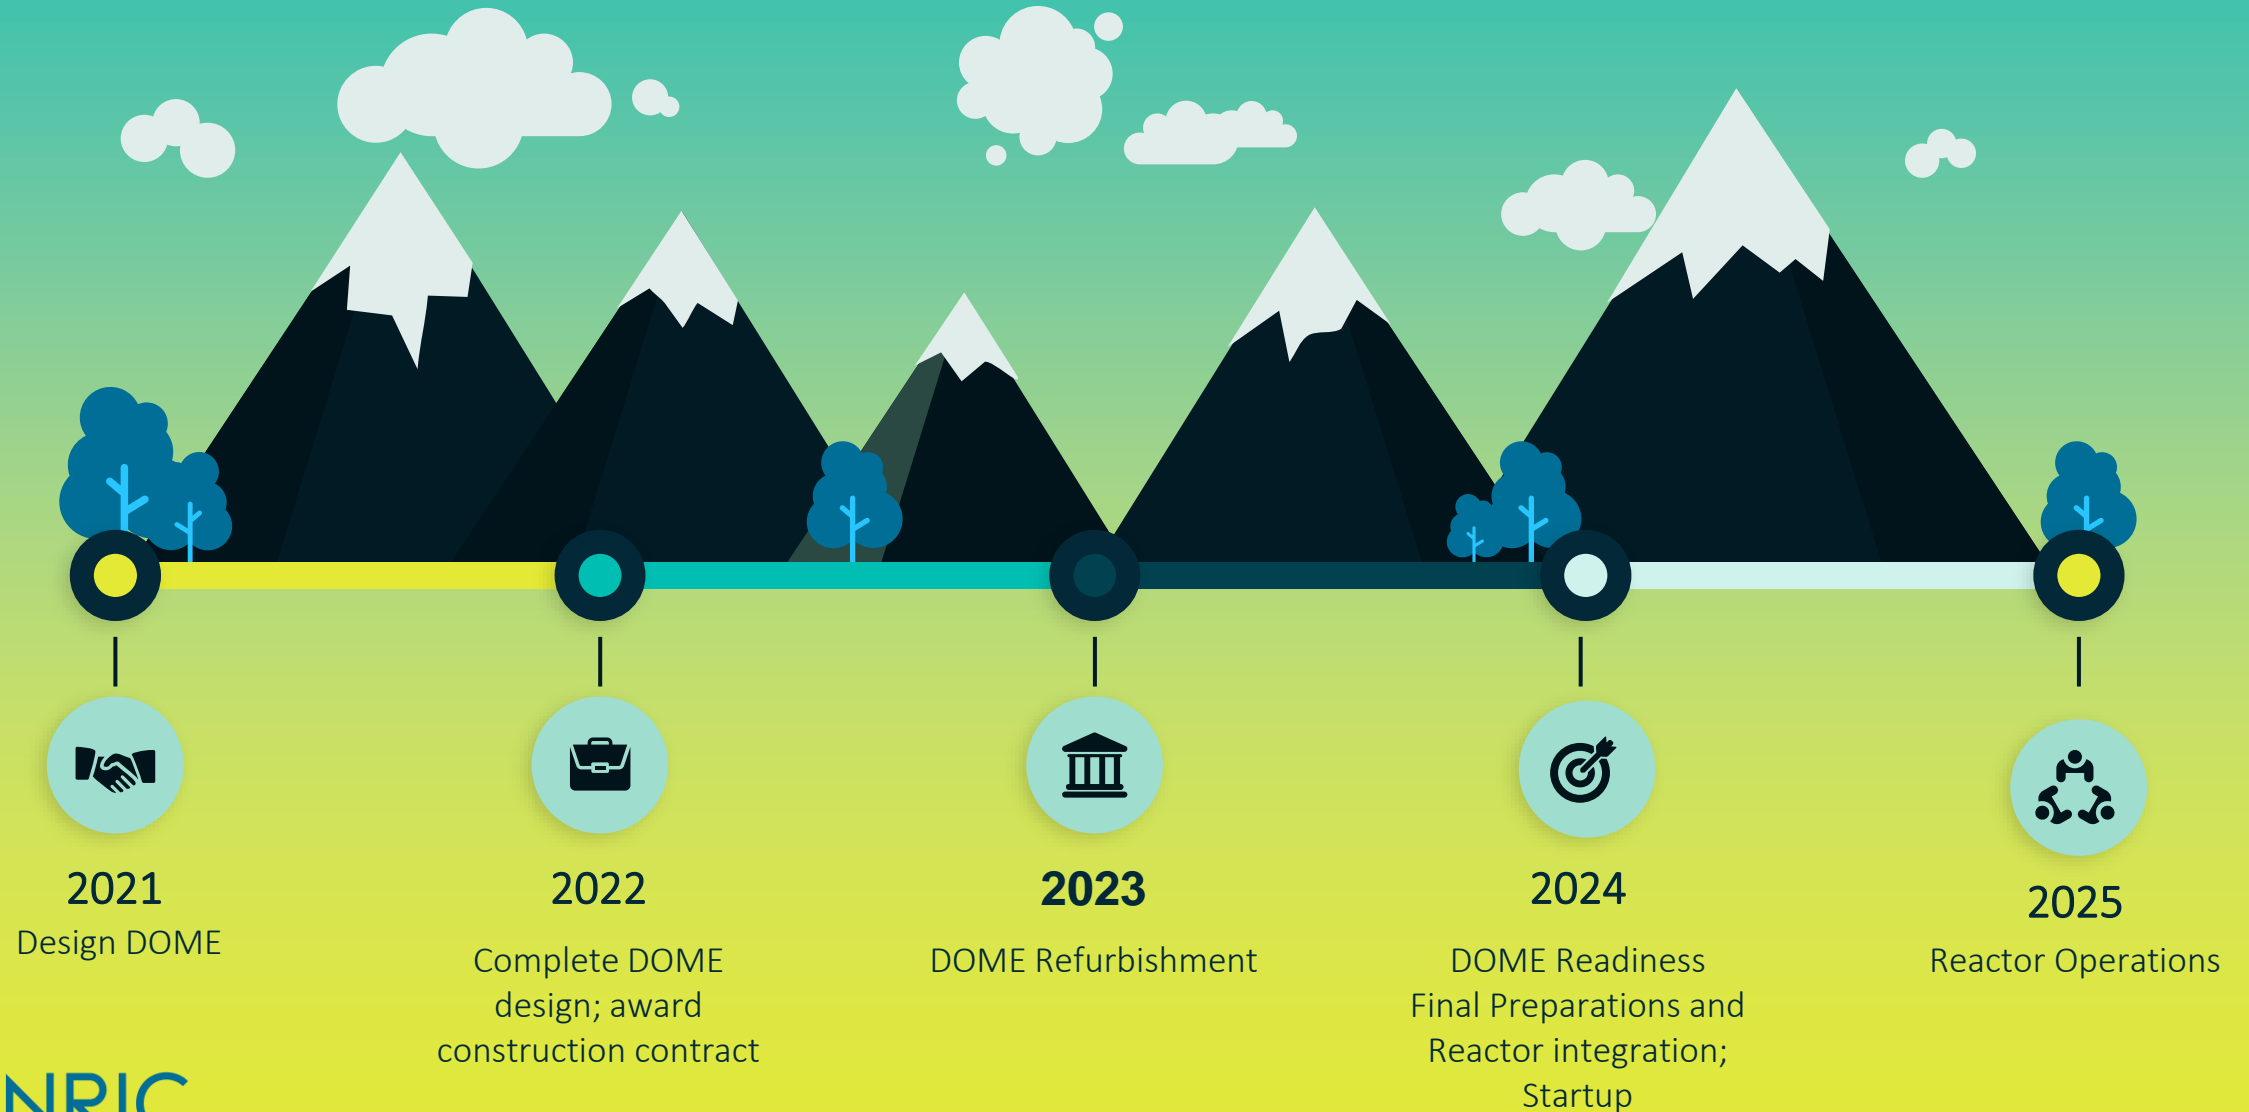 2021
Design DOME
2022
Complete DOME
design; award
construction contract
2023
DOME Refurbishment
2024
DOME Readiness
Final Preparations and
Reactor integration;
Startup
2025
Reactor Operations
NRIC